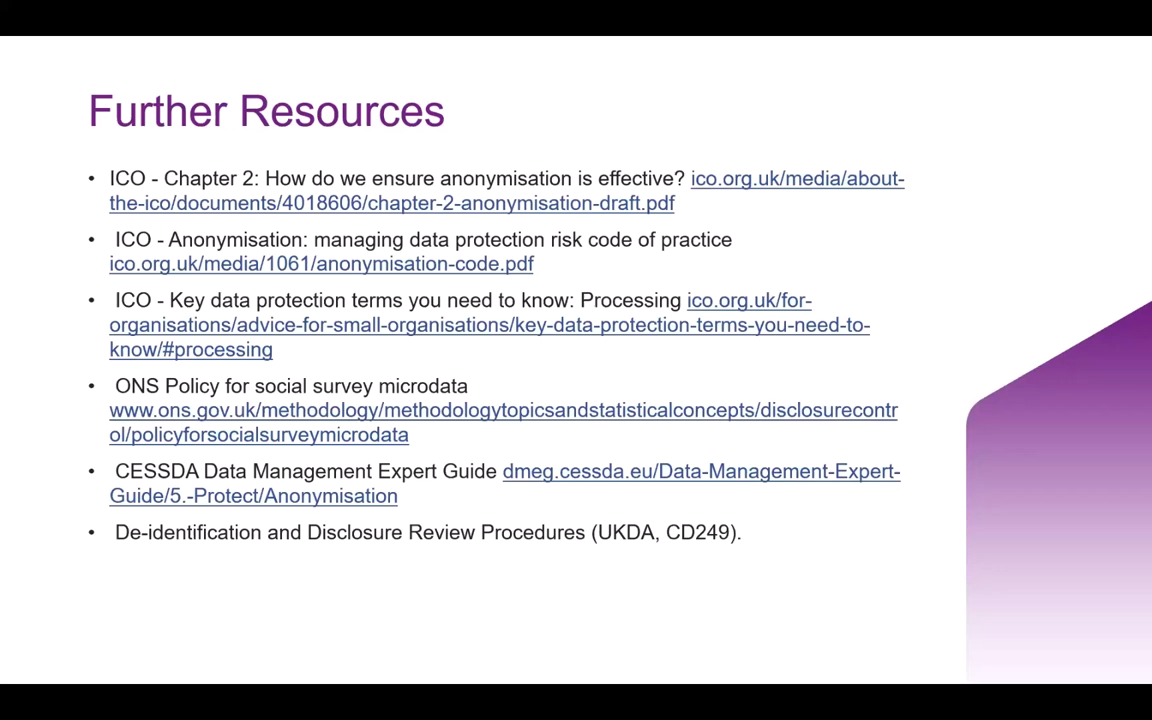 Further Resources
• ICO - Chapter 2: How do we ensure anonymisation is effective? ico.org.uk/media/about-
the-ico/documents/4018606/chapter-2-anonymisation-draft.pdf
• ICO - Anonymisation: managing data protection risk code of practice
ico.org.uk/media/1061/anonymisation-code.pdf
• ICO - Key data protection terms you need to know: Processing ico.org.uk/for-
organisations/advice-for-small-organisations/key-data-protection-terms-you-need-to-
know/#processing
• ONS Policy for social survey microdata
www.ons.gov.uk/methodology/methodologytopicsandstatisticalconcepts/disclosurecontr
ol/policyforsocialsurveymicrodata
• CESSDA Data Management Expert Guide dmeg.cessda.eu/Data-Management-Expert-
Guide/5.-Protect/Anonymisation
• De-identification and Disclosure Review Procedures (UKDA, CD249).